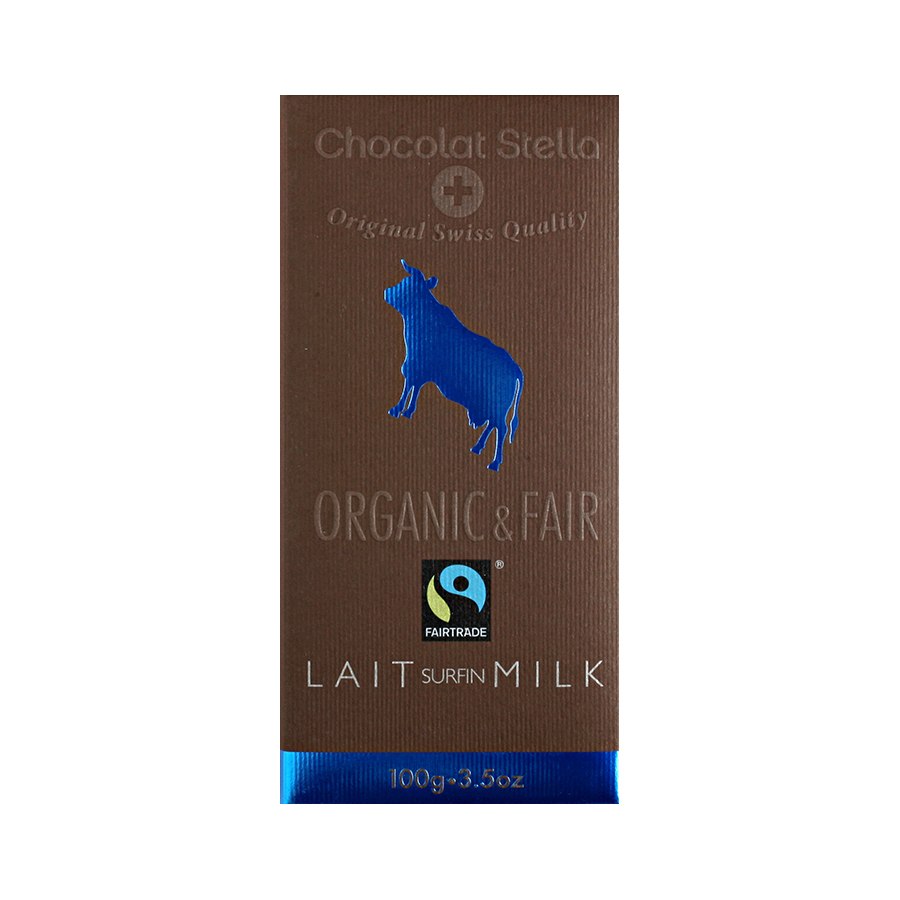 Chocolat Stella
Original Swiss Quality
ORGANIC & FAIR
®
FAIRTRADE
LAIT SURFIN MILK
100g-3.5oz